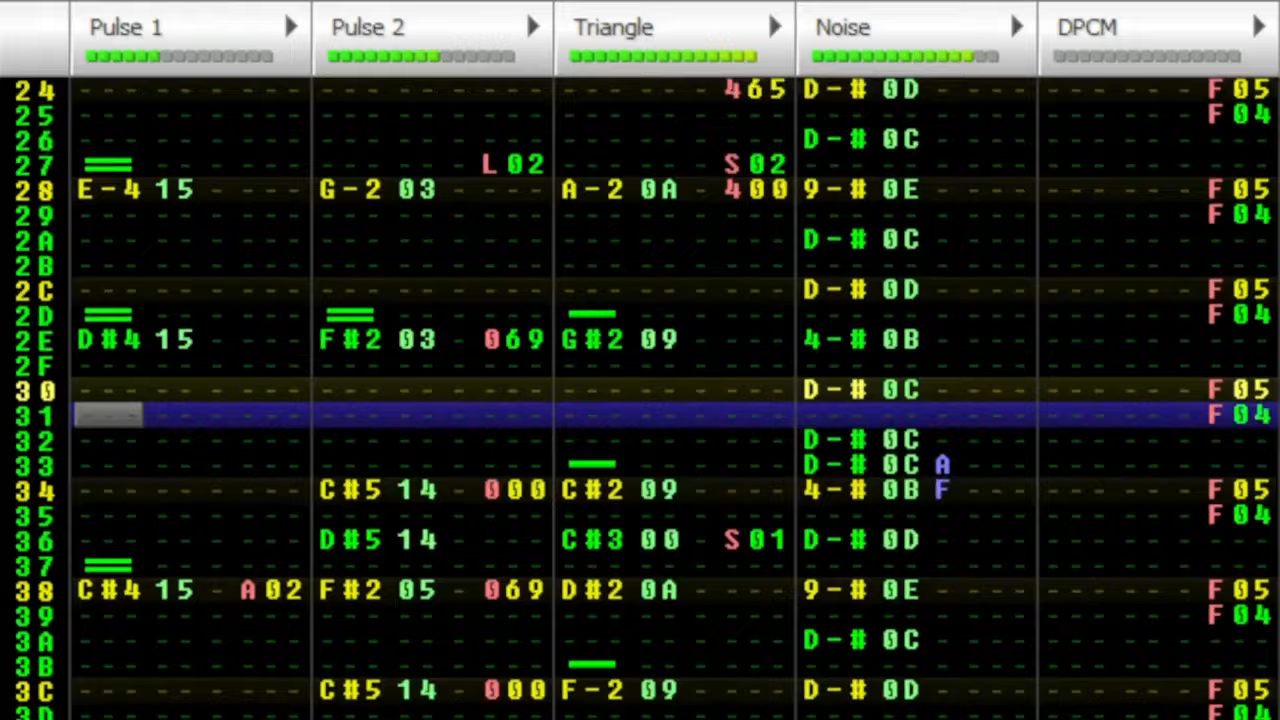 Pulse 1 Pulse 2 Triangle Noise DPCM
24 465 D-# 0D F05
25 F04
26 D-# 0C
27 L02 S02
28 E-4 15 G-2 03 A-2 0A 400 9-# 0E F05
29 F04
2A D-# 0C
2B
2C D-# 0D F05
2D F04
2E D#4 15 F#2 03 069 G#2 09 4-# 0B
2F
30 D-# 0C F05
31 F04
32 D-# 0C
33 D-# 0C A
34 C#5 14 000 C#2 09 4-# 0B F F05
35 F04
36 D#5 14 C#3 00 S01 D-# 0D
37
38 C#4 15 A02 F#2 05 069 D#2 0A 9-# 0E F05
39 F04
3A D-# 0C
3B
3C C#5 14 000 F-2 09 D-# 0D F05
3D F04